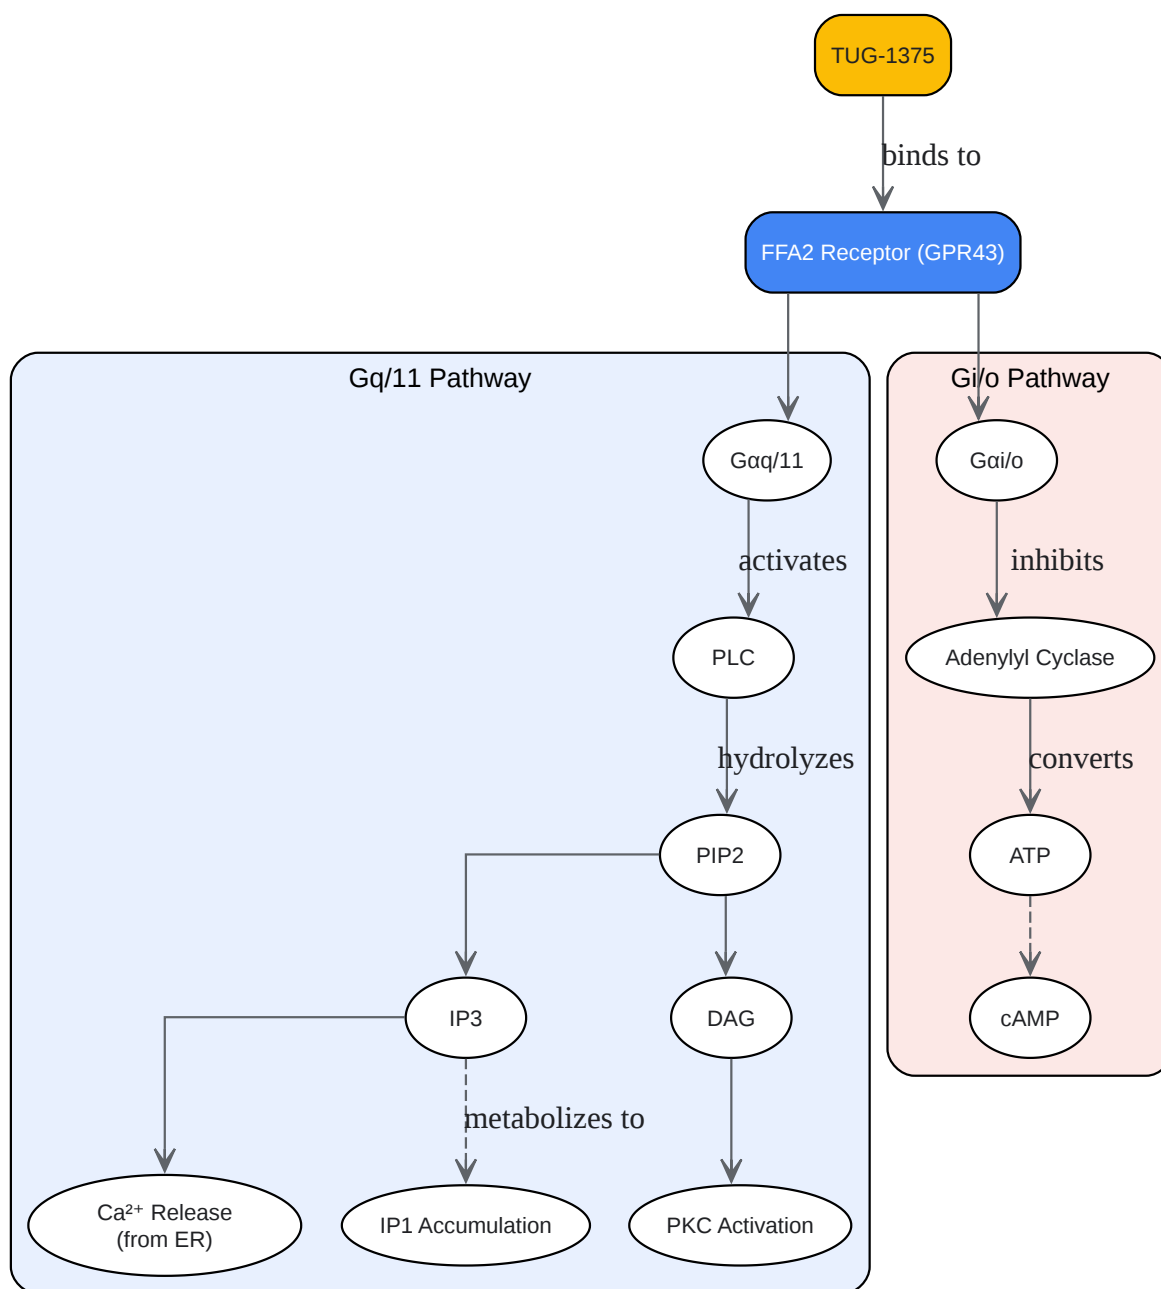 TUG-1375
binds to
FFA2 Receptor (GPR43)
Gq/11 Pathway
Gi/o Pathway
Gαq/11
Gαi/o
activates
inhibits
PLC
Adenylyl Cyclase
hydrolyzes
converts
PIP2
ATP
IP3
DAG
cAMP
metabolizes to
Ca²⁺ Release
(from ER)
IP1 Accumulation
PKC Activation